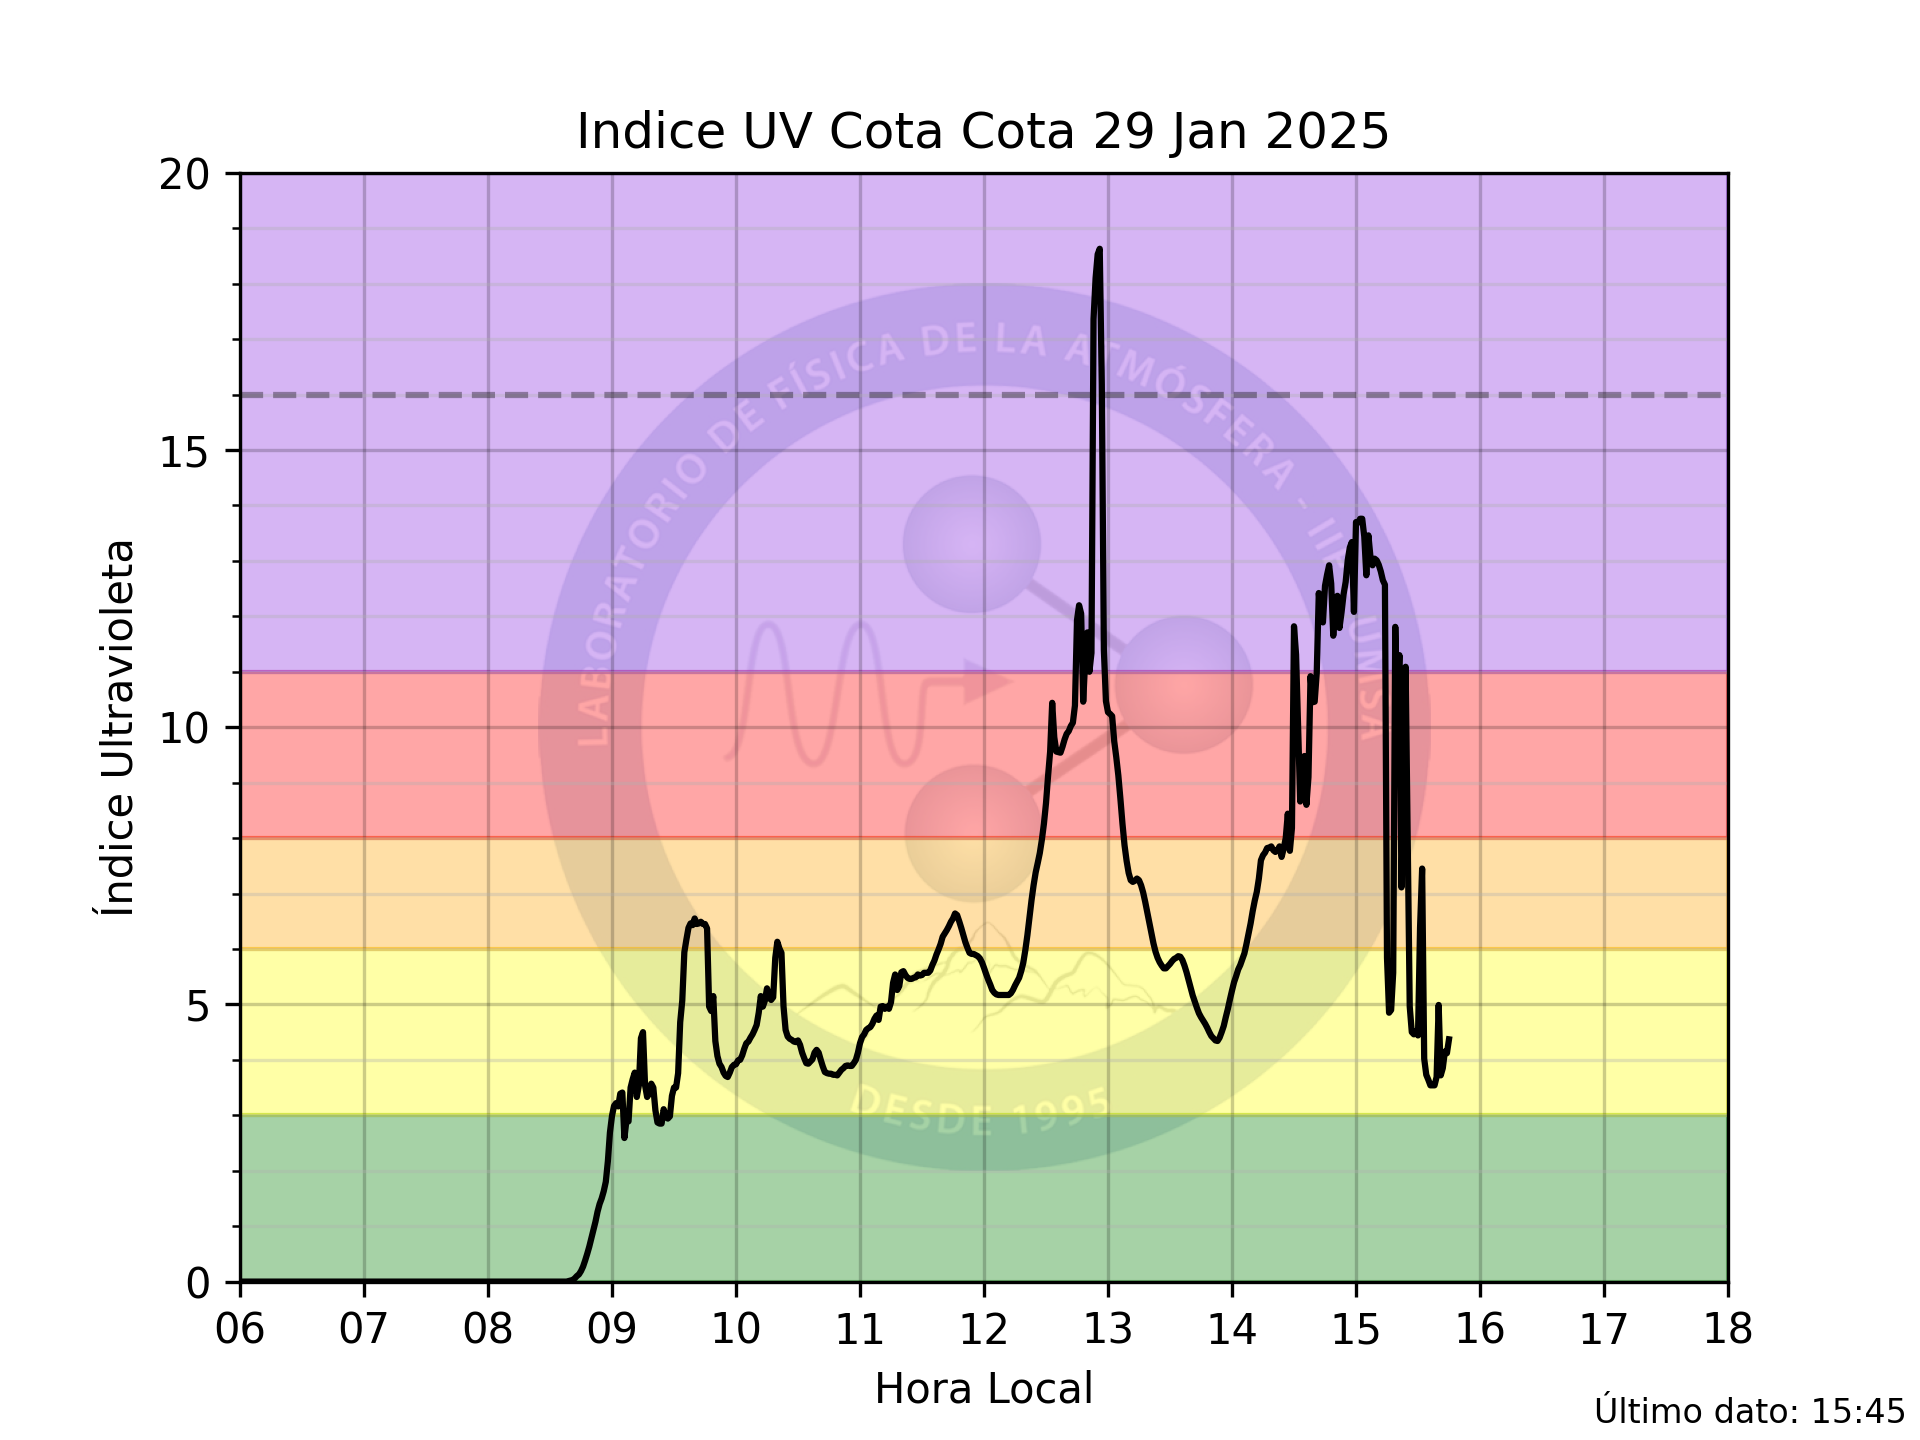 Indice UV Cota Cota 29 Jan 2025
20
15
10
5
0
Índice Ultravioleta
LABORATORIO DE FÍSICA DE LA ATMÓSFERA - IIF UMSA
DESDE 1995
06 07 08 09 10 11 12 13 14 15 16 17 18
Hora Local
Último dato: 15:45